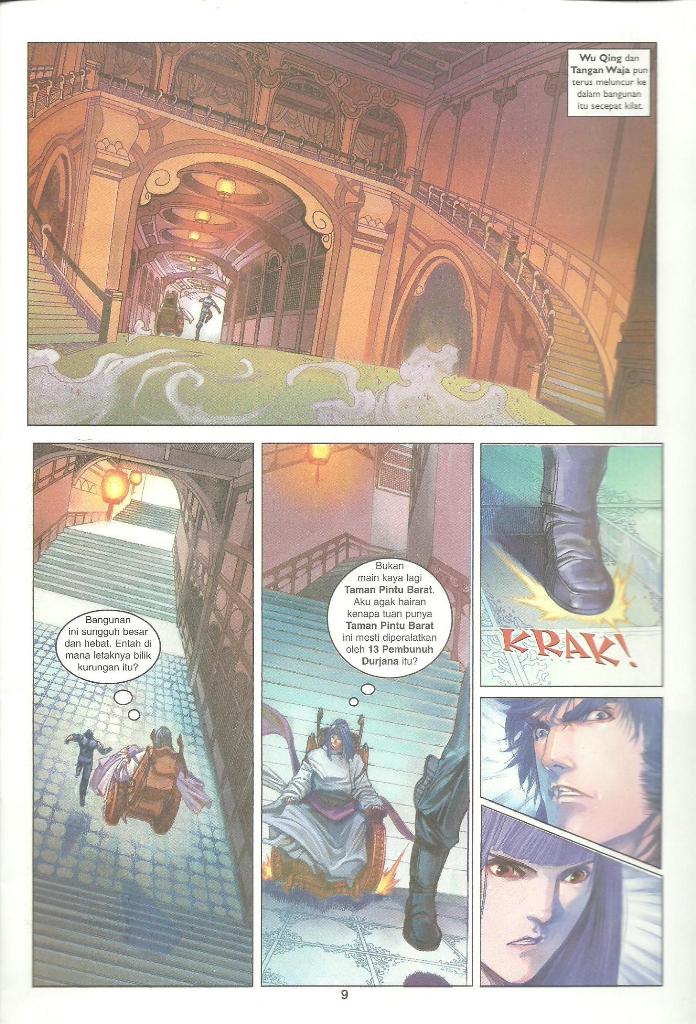 Wu Qing dan
Tangan Waja pun
terus meluncur ke
dalam bangunan
itu secepat kilat.
Bangunan
ini sungguh besar
dan hebat. Entah di
mana letaknya bilik
kurungan itu?
Bukan
main kaya lagi
Taman Pintu Barat.
Aku agak hairan
kenapa tuan punya
Taman Pintu Barat
ini mesti diperalatkan
oleh 13 Pembunuh
Durjana itu?
KRAK!
9